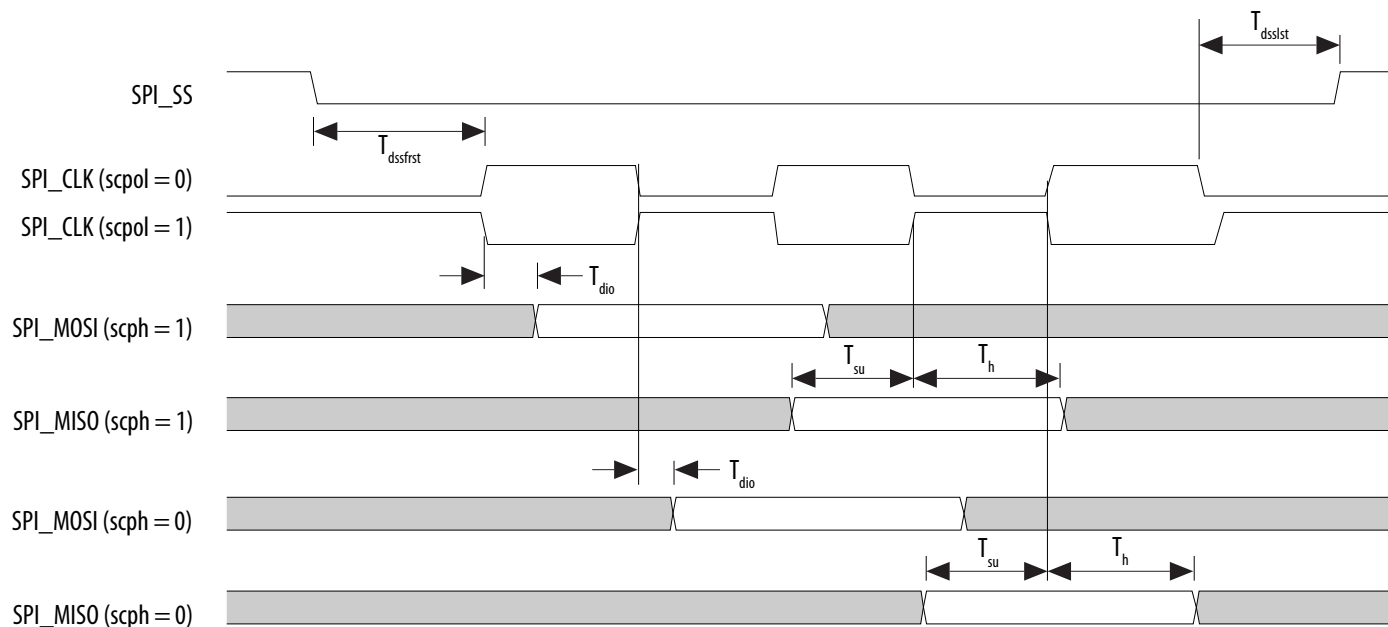 T_dsslst
SPI_SS
T_dssfrst
SPI_CLK (scpol = 0)
SPI_CLK (scpol = 1)
T_dio
SPI_MOSI (scph = 1)
T_su T_h
SPI_MISO (scph = 1)
T_dio
SPI_MOSI (scph = 0)
T_su T_h
SPI_MISO (scph = 0)